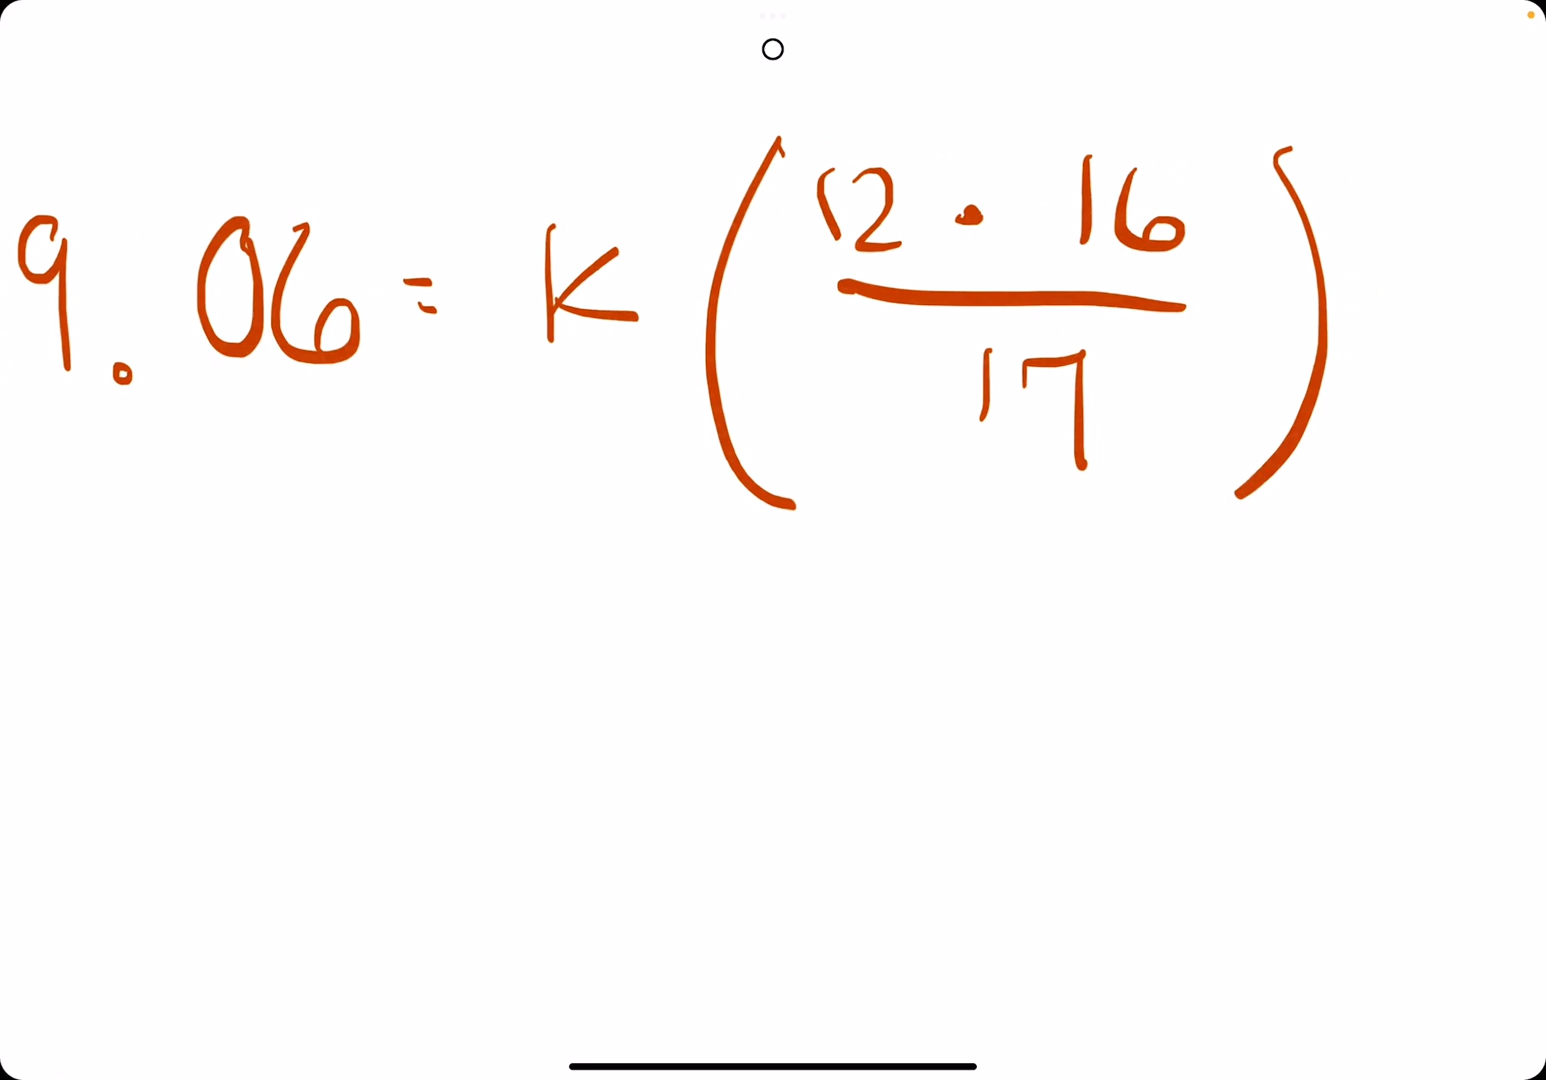 9.06 = K (12 · 16 / 17)